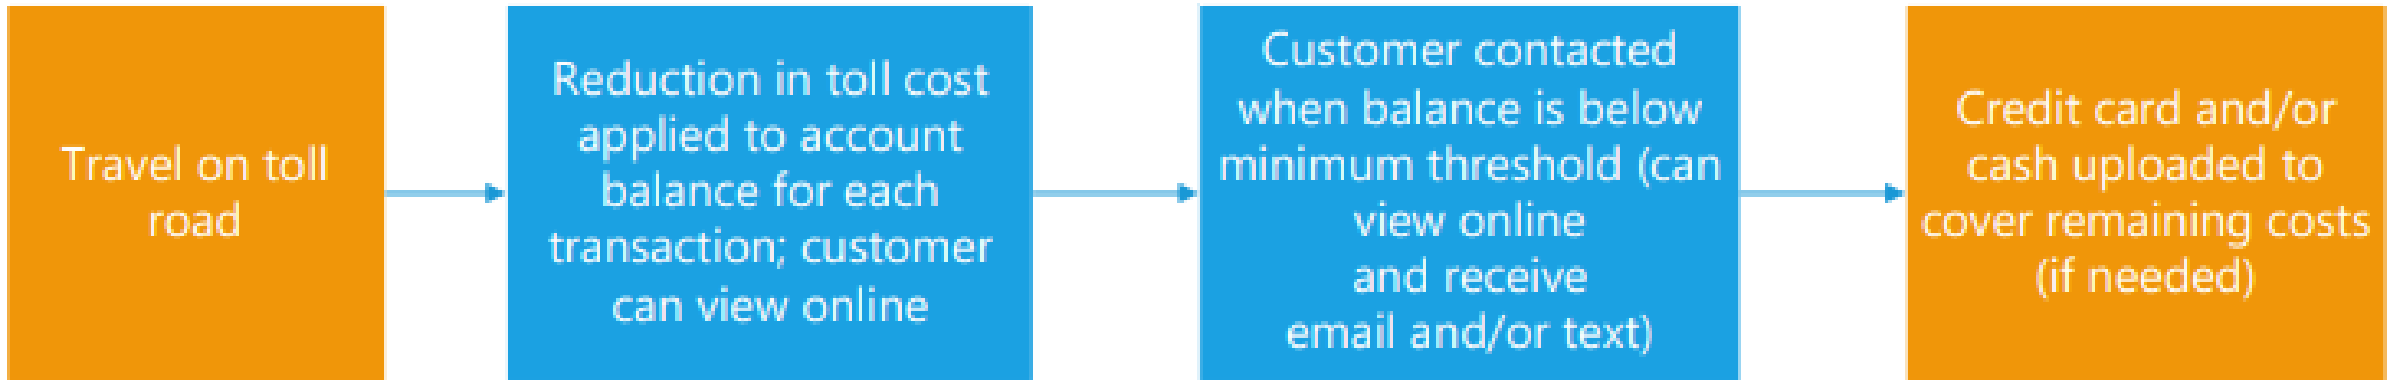 Travel on toll
road
Reduction in toll cost
applied to account
balance for each
transaction; customer
can view online
Customer contacted
when balance is below
minimum threshold (can
view online
and receive
email and/or text)
Credit card and/or
cash uploaded to
cover remaining costs
(if needed)